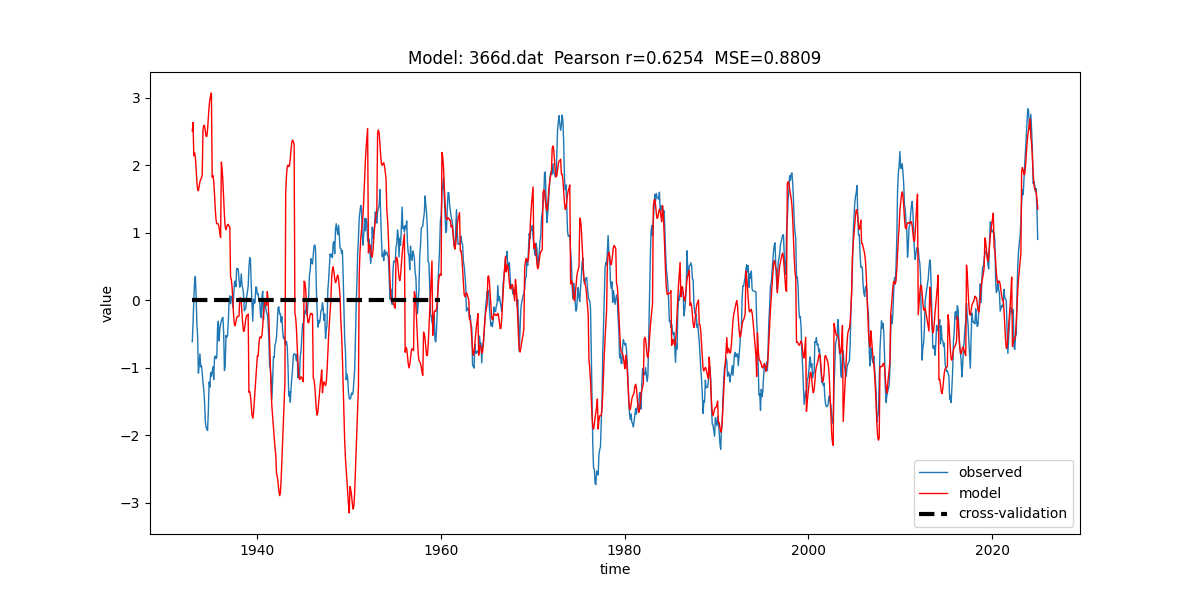 Model: 366d.dat  Pearson r=0.6254  MSE=0.8809
3
2
1
0
−1
−2
−3
value
1940
1960
1980
2000
2020
time
observed
model
cross-validation